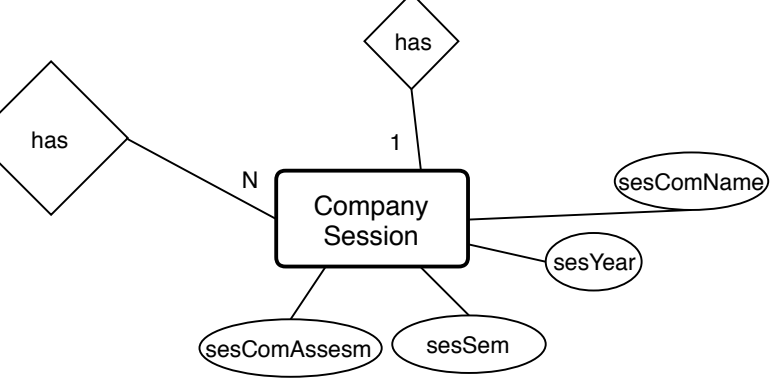 has
has
1
N
Company
Session
sesComName
sesYear
sesComAssesm
sesSem